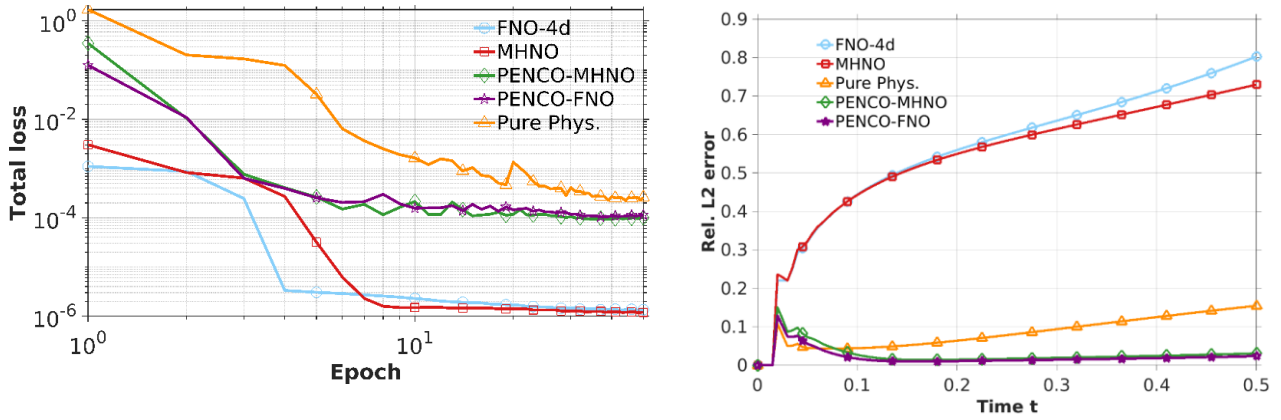 Total loss
10^0
10^-2
10^-4
10^-6
FNO-4d
MHNO
PENCO-MHNO
PENCO-FNO
Pure Phys.
10^0
10^1
Epoch
Rel. L2 error
0.9
0.8
0.7
0.6
0.5
0.4
0.3
0.2
0.1
0
FNO-4d
MHNO
Pure Phys.
PENCO-MHNO
PENCO-FNO
0
0.1
0.2
0.3
0.4
0.5
Time t